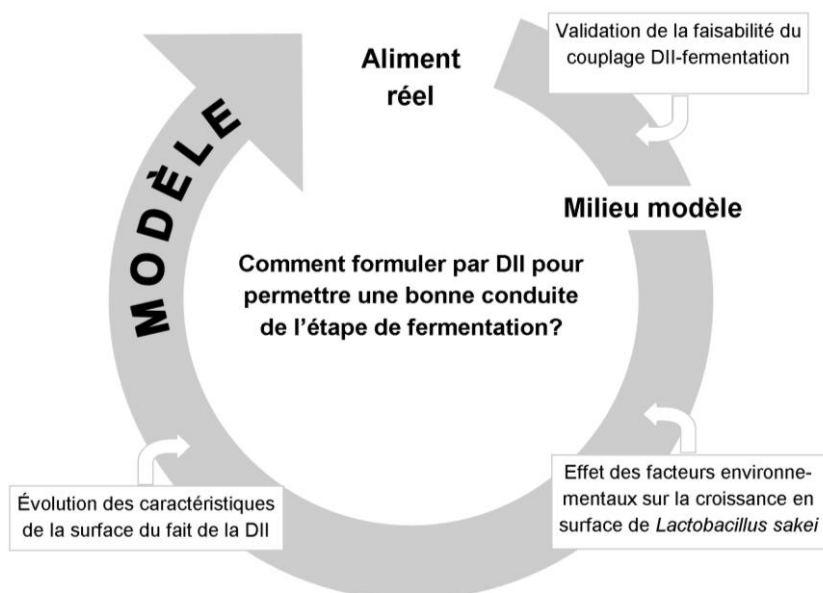 Validation de la faisabilité du
couplage DII-fermentation
Aliment
réel
MODÈLE
Milieu modèle
Comment formuler par DII pour
permettre une bonne conduite
de l'étape de fermentation?
Effet des facteurs environne-
mentaux sur la croissance en
surface de Lactobacillus sakei
Évolution des caractéristiques
de la surface du fait de la DII